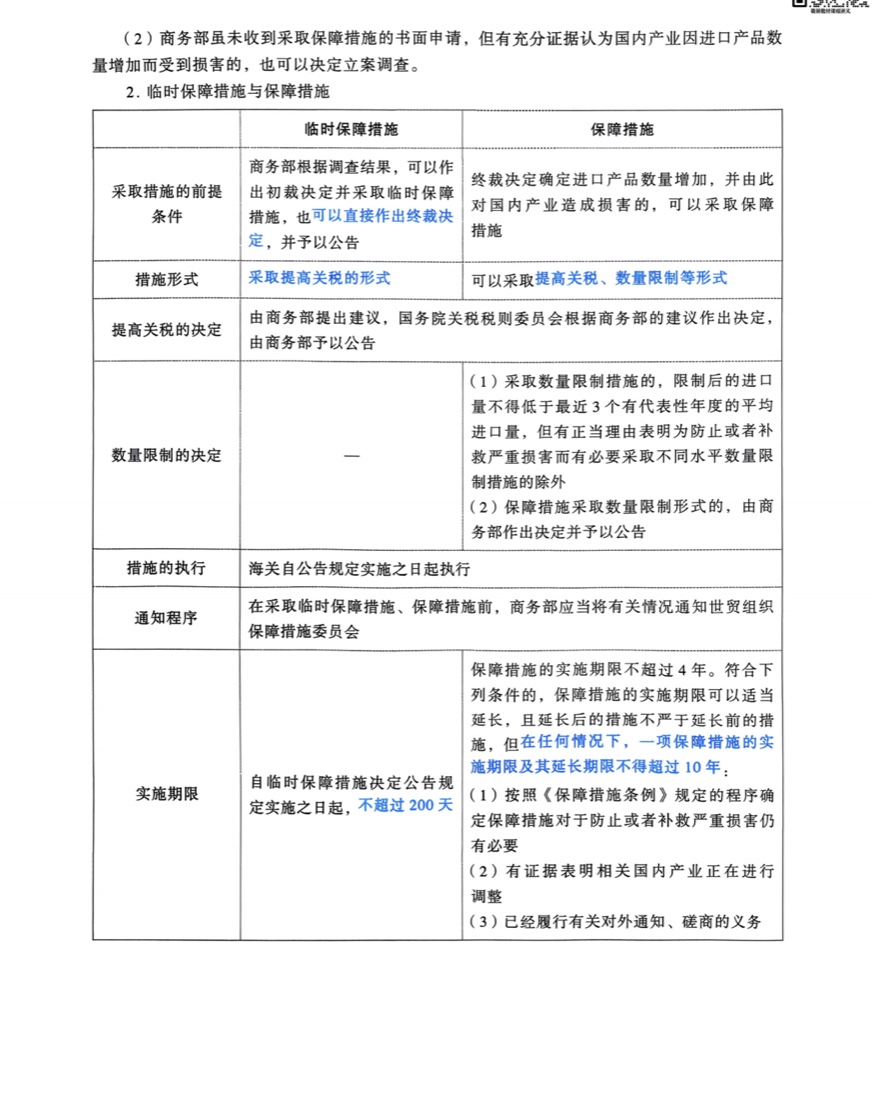 （2）商务部虽未收到采取保障措施的书面申请，但有充分证据认为国内产业因进口产品数
量增加而受到损害的，也可以决定立案调查。
2. 临时保障措施与保障措施
临时保障措施
保障措施
采取措施的前提
条件
商务部根据调查结果，可以作
出初裁决定并采取临时保障
措施，也可以直接作出终裁决
定，并予以公告
终裁决定确定进口产品数量增加，并由此
对国内产业造成损害的，可以采取保障
措施
措施形式
采取提高关税的形式
可以采取提高关税、数量限制等形式
提高关税的决定
由商务部提出建议，国务院关税税则委员会根据商务部的建议作出决定，
由商务部予以公告
数量限制的决定
—
（1）采取数量限制措施的，限制后的进口
量不得低于最近 3 个有代表性年度的平均
进口量，但有正当理由表明为防止或者补
救严重损害而有必要采取不同水平数量限
制措施的除外
（2）保障措施采取数量限制形式的，由商
务部作出决定并予以公告
措施的执行
海关自公告规定实施之日起执行
通知程序
在采取临时保障措施、保障措施前，商务部应当将有关情况通知世贸组织
保障措施委员会
实施期限
自临时保障措施决定公告规
定实施之日起，不超过 200 天
保障措施的实施期限不超过 4 年。符合下
列条件的，保障措施的实施期限可以适当
延长，且延长后的措施不严于延长前的措
施，但在任何情况下，一项保障措施的实
施期限及其延长期限不得超过 10 年：
（1）按照《保障措施条例》规定的程序确
定保障措施对于防止或者补救严重损害仍
有必要
（2）有证据表明相关国内产业正在进行
调整
（3）已经履行有关对外通知、磋商的义务